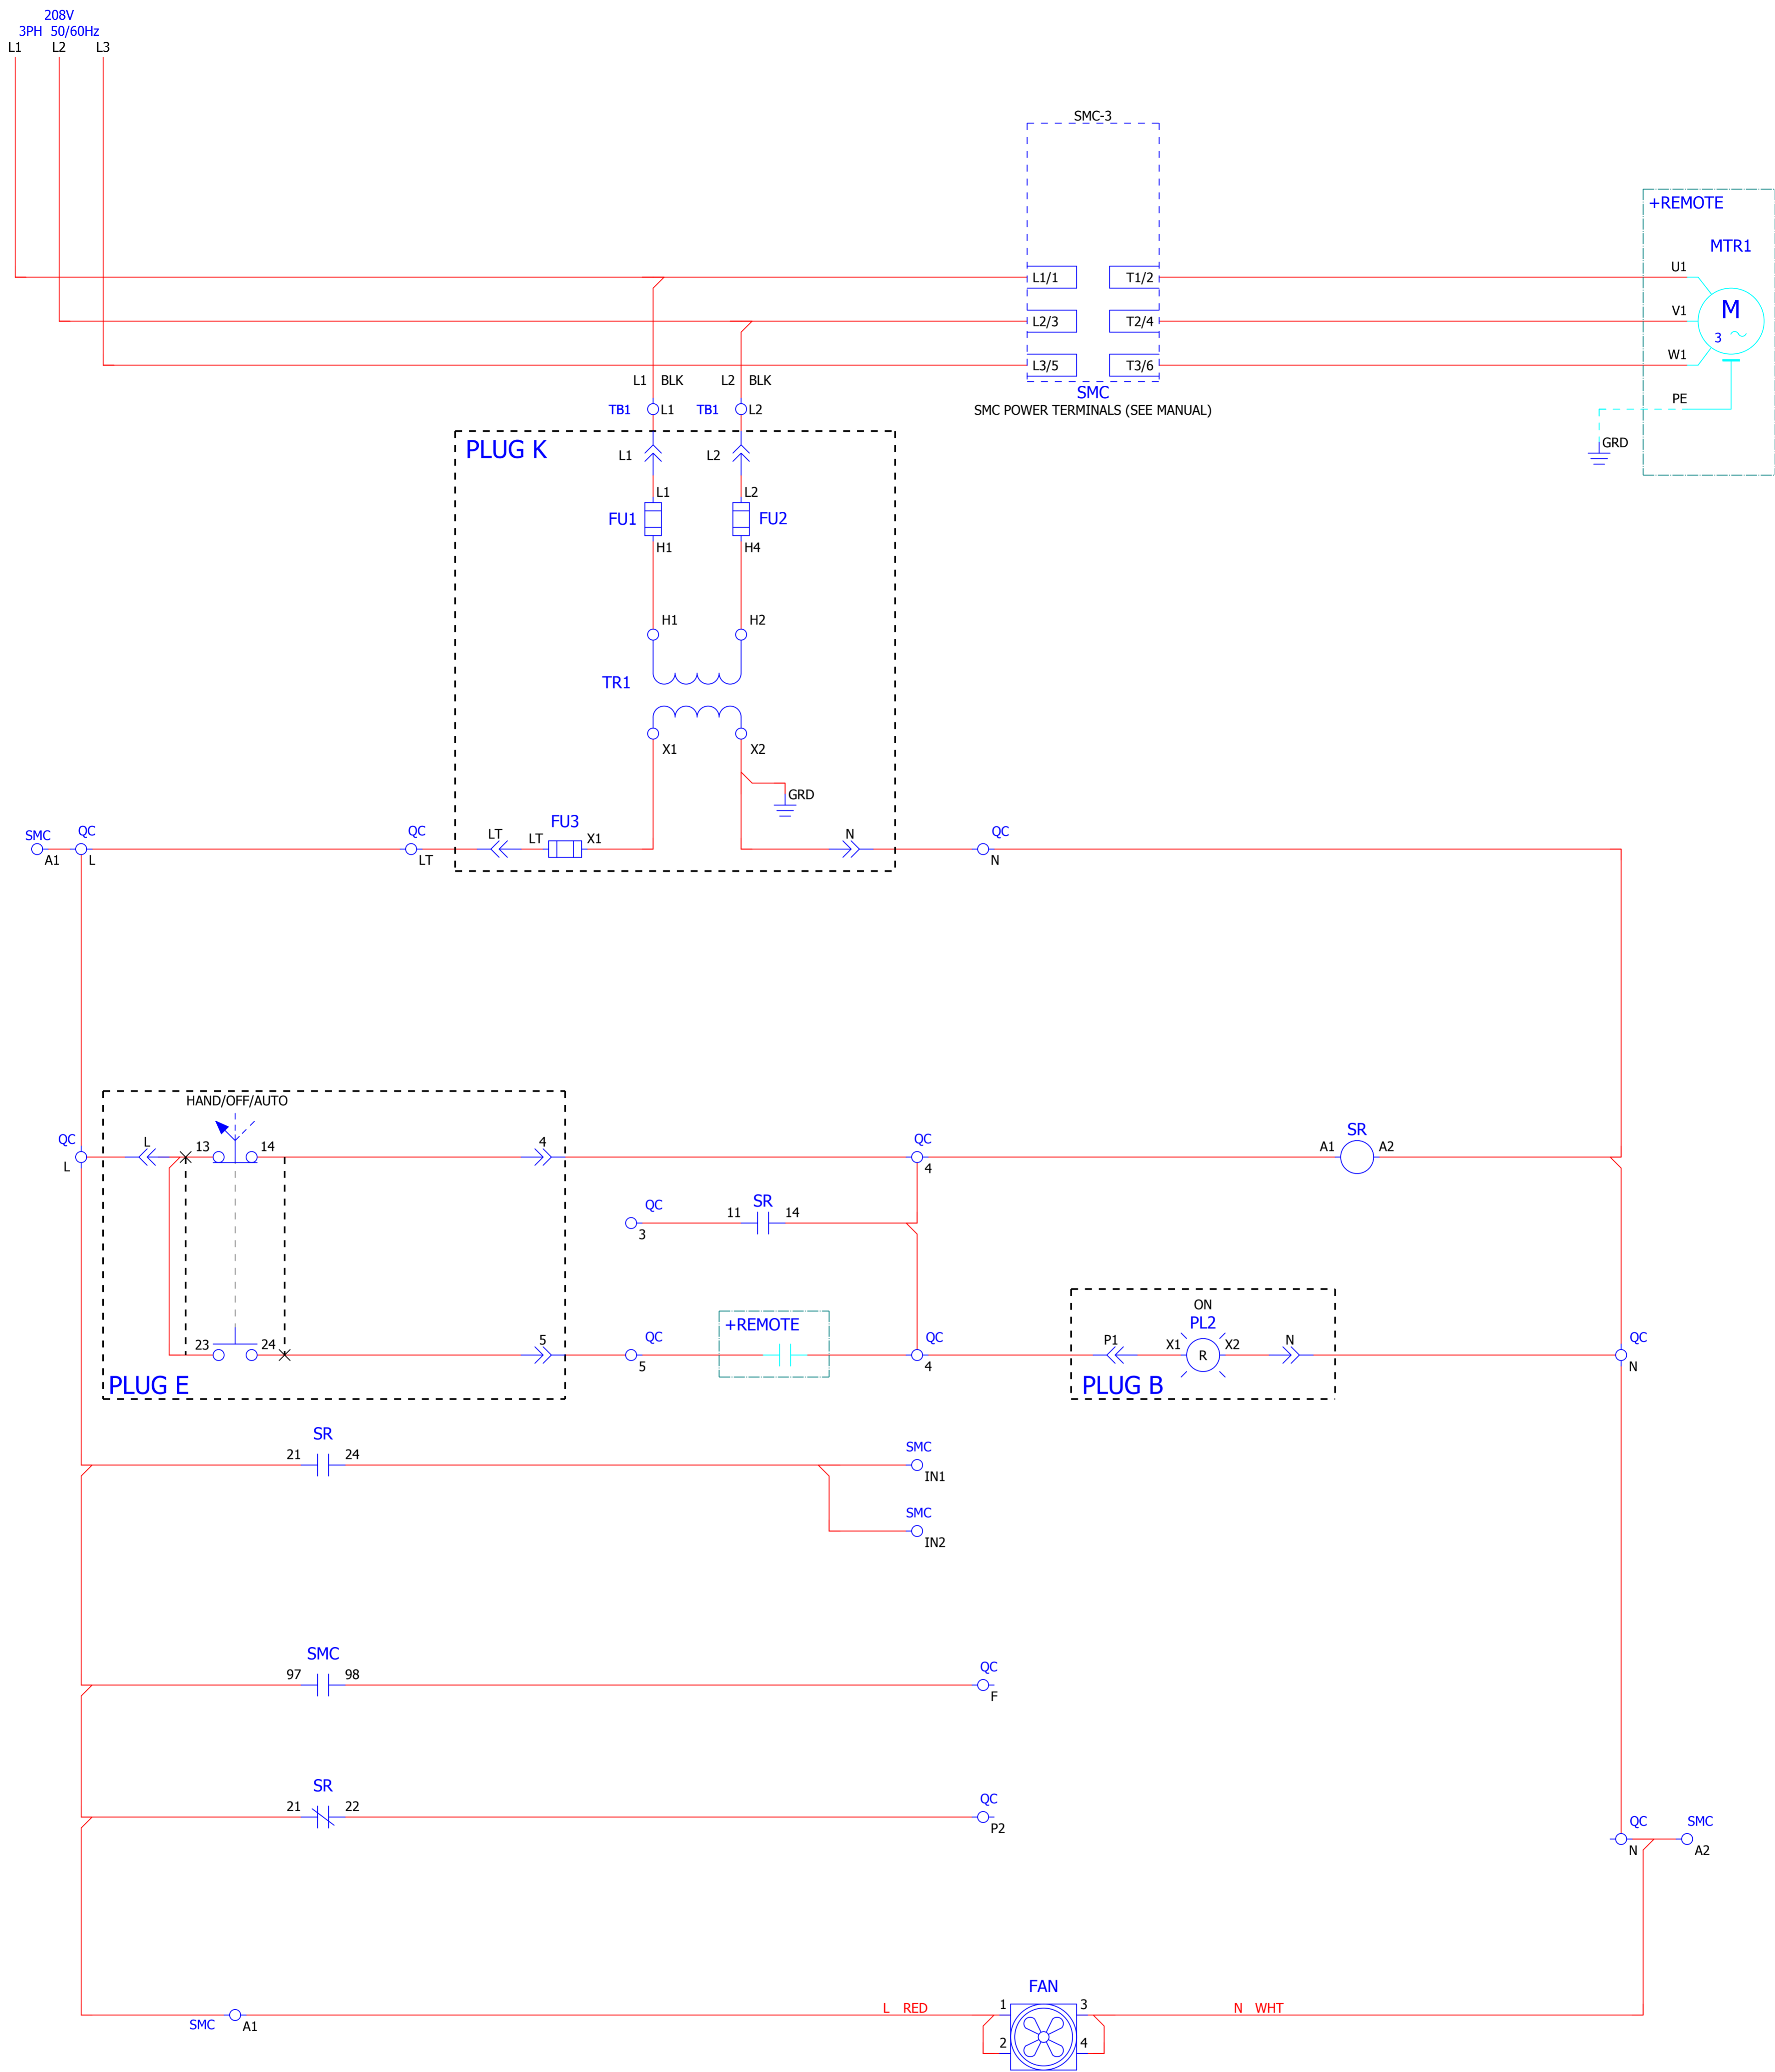 208V
3PH 50/60Hz
L1 L2 L3
SMC-3
+REMOTE
MTR1
L1/1 T1/2 U1
L2/3 T2/4 V1
M
3
L3/5 T3/6 W1
L1 BLK L2 BLK
SMC
PE
TB1 L1 TB1 L2
SMC POWER TERMINALS (SEE MANUAL)
GRD
PLUG K
L1 L2
L1 L2
FU1 FU2
H1 H4
H1 H2
TR1
X1 X2
GRD
FU3
SMC QC QC LT LT X1 N QC
A1 L LT N
HAND/OFF/AUTO
QC L 13 14 4 QC SR
A1 A2
L 4
QC SR
11 14
3
ON
+REMOTE PL2
23 24 5 QC QC P1 X1 R X2 N QC
5 4 N
PLUG E PLUG B
SR SMC
21 24
IN1
SMC
IN2
SMC QC
97 98
F
SR QC
21 22
P2
QC SMC
N A2
FAN
L RED 1 3 N WHT
SMC A1
2 4